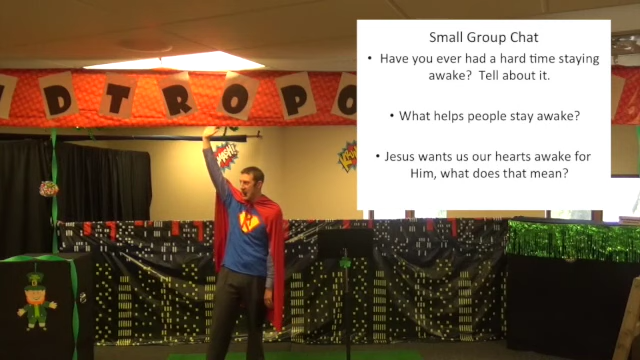 Small Group Chat
• Have you ever had a hard time staying
awake? Tell about it.
• What helps people stay awake?
• Jesus wants us our hearts awake for
Him, what does that mean?
NDTROPO